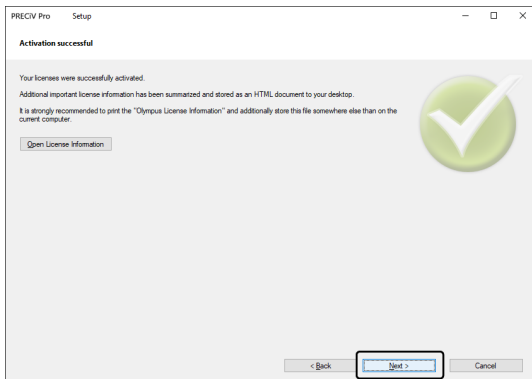 PRECiV Pro Setup
Activation successful
Your licenses were successfully activated.
Additional important license information has been summarized and stored as an HTML document to your desktop.
It is strongly recommended to print the "Olympus License Information" and additionally store this file somewhere else than on the
current computer.
Open License Information
< Back Next > Cancel